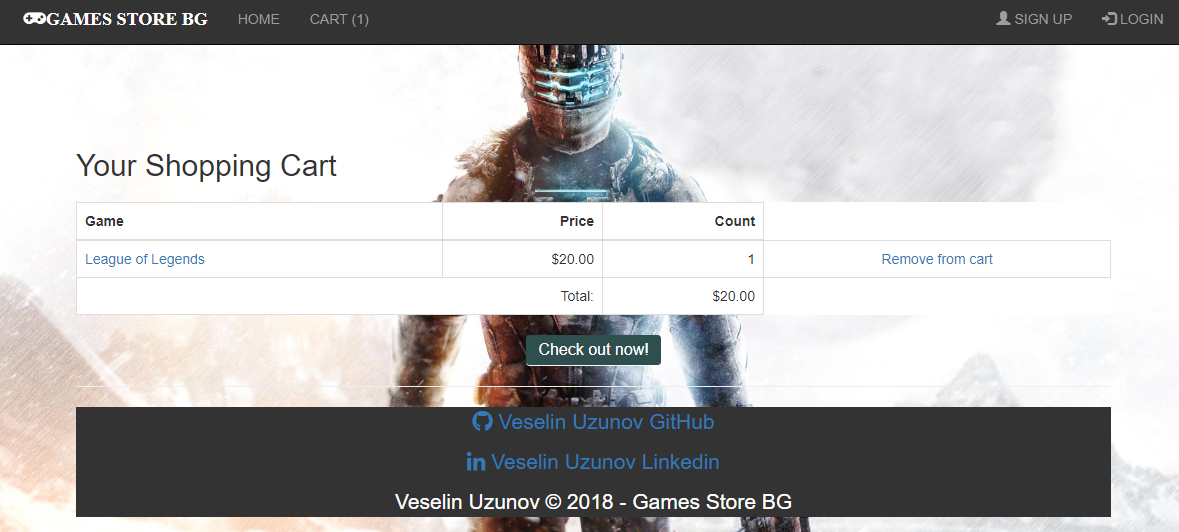 GAMES STORE BG HOME CART (1) SIGN UP LOGIN
Your Shopping Cart
Game Price Count
League of Legends $20.00 1 Remove from cart
Total: $20.00
Check out now!
Veselin Uzunov GitHub
in Veselin Uzunov Linkedin
Veselin Uzunov © 2018 - Games Store BG